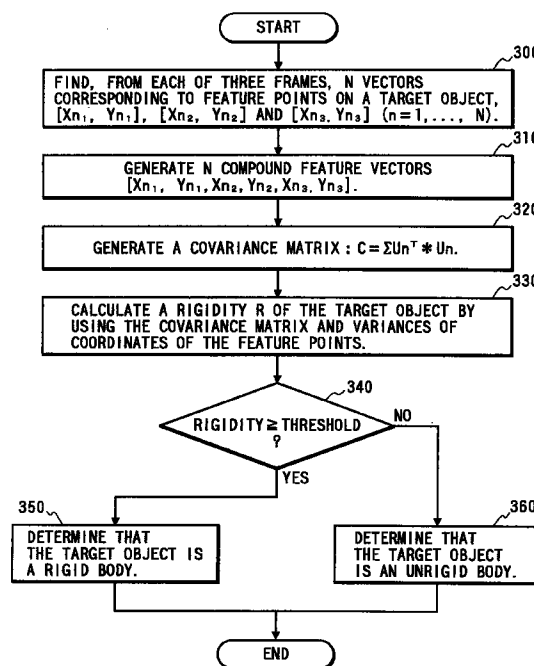 START
300
FIND, FROM EACH OF THREE FRAMES, N VECTORS
CORRESPONDING TO FEATURE POINTS ON A TARGET OBJECT,
[Xn₁, Yn₁], [Xn₂, Yn₂] AND [Xn₃, Yn₃] (n=1,..., N).
310
GENERATE N COMPOUND FEATURE VECTORS
[Xn₁, Yn₁, Xn₂, Yn₂, Xn₃, Yn₃].
320
GENERATE A COVARIANCE MATRIX : C=ΣUnᵀ * Un.
330
CALCULATE A RIGIDITY R OF THE TARGET OBJECT BY
USING THE COVARIANCE MATRIX AND VARIANCES OF
COORDINATES OF THE FEATURE POINTS.
340
RIGIDITY ≧ THRESHOLD
?
NO
YES
350
DETERMINE THAT
THE TARGET OBJECT IS
A RIGID BODY.
360
DETERMINE THAT
THE TARGET OBJECT
IS AN UNRIGID BODY.
END